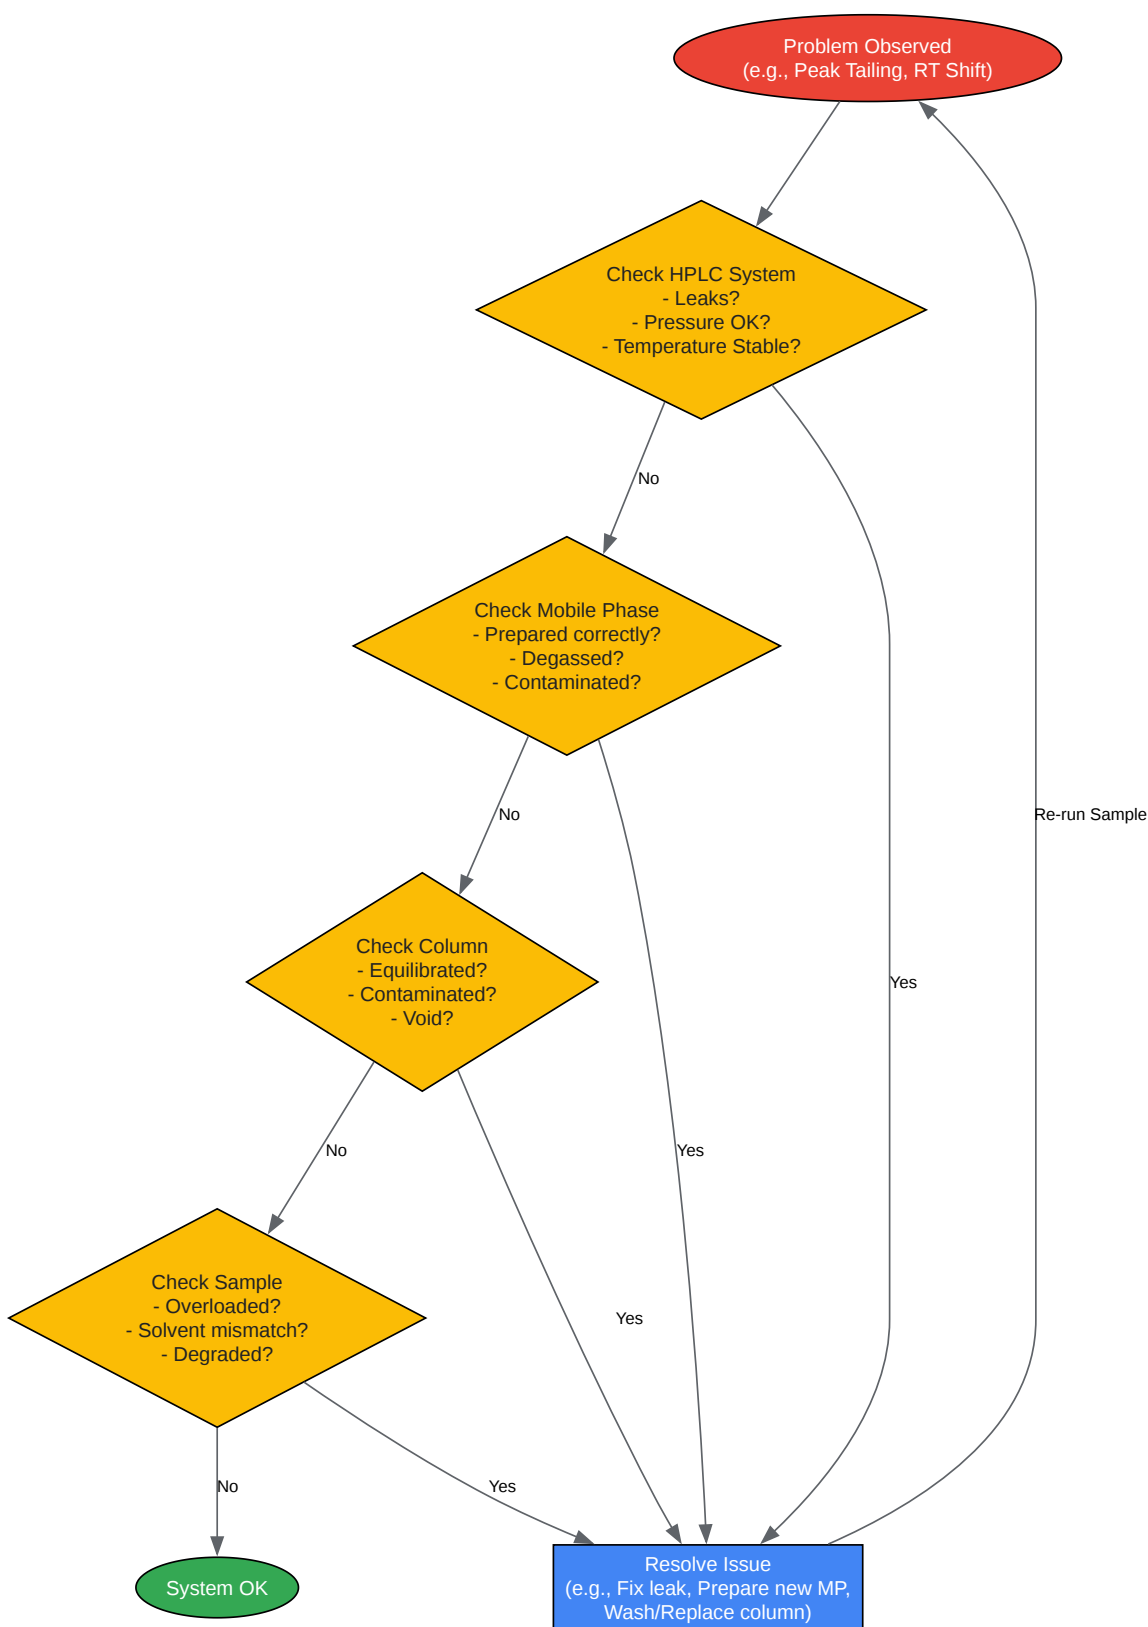 Problem Observed
(e.g., Peak Tailing, RT Shift)
Check HPLC System
- Leaks?
- Pressure OK?
- Temperature Stable?
No
Check Mobile Phase
- Prepared correctly?
- Degassed?
- Contaminated?
No
Re-run Sample
Check Column
- Equilibrated?
- Contaminated?
- Void?
Yes
No
Yes
Check Sample
- Overloaded?
- Solvent mismatch?
- Degraded?
Yes
No
Yes
System OK
Resolve Issue
(e.g., Fix leak, Prepare new MP,
Wash/Replace column)